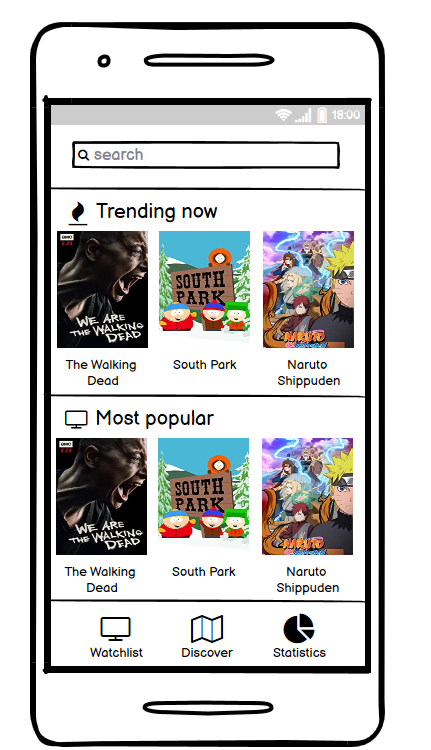 18:00
search
Trending now
AMC
WE ARE
THE WALKING
DEAD
SOUTH
PARK
NARUTO
The Walking
Dead
South Park
Naruto
Shippuden
Most popular
AMC
WE ARE
THE WALKING
DEAD
SOUTH
PARK
NARUTO
The Walking
Dead
South Park
Naruto
Shippuden
Watchlist
Discover
Statistics